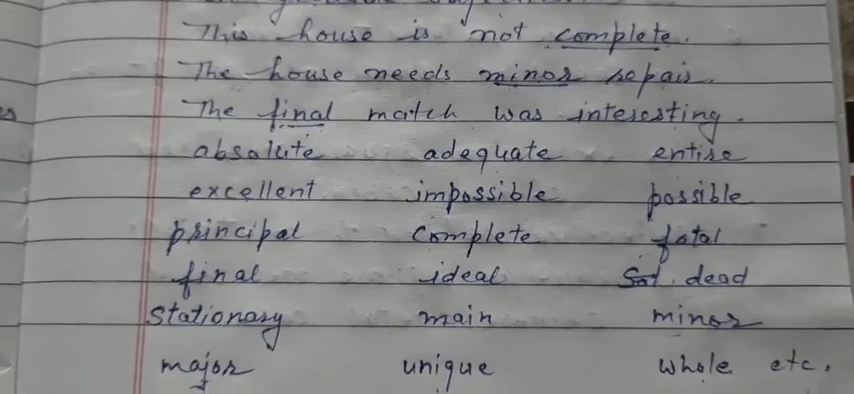 This house is not complete.
The house needs minor repair.
The final match was interesting.
absolute adequate entire
excellent impossible possible
principal complete fatal
final ideal dead
stationary main minor
major unique whole etc.